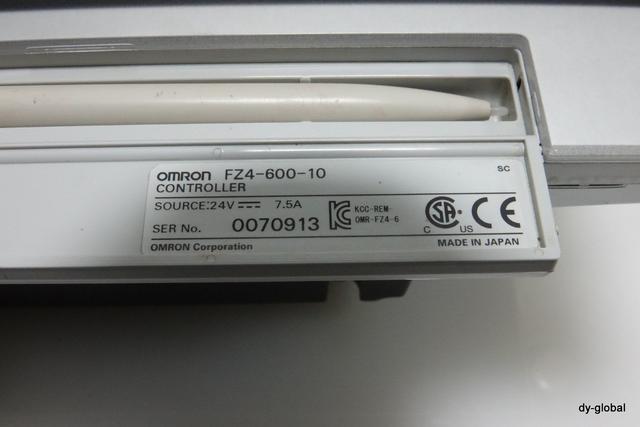 omron FZ4-600-10
SC
CONTROLLER
SOURCE:24V 7.5A
KCC-REM-
OMR-FZ4-6
SER No. 0070913
C US
CE
OMRON Corporation
MADE IN JAPAN
dy-global